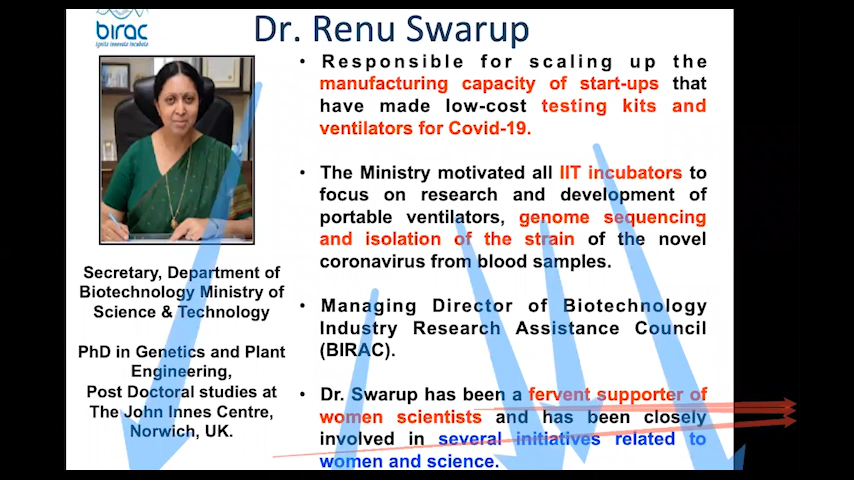 birac
ignite innovate incubate
Dr. Renu Swarup
• Responsible for scaling up the
manufacturing capacity of start-ups that
have made low-cost testing kits and
ventilators for Covid-19.
• The Ministry motivated all IIT incubators to
focus on research and development of
portable ventilators, genome sequencing
and isolation of the strain of the novel
coronavirus from blood samples.
• Managing Director of Biotechnology
Industry Research Assistance Council
(BIRAC).
• Dr. Swarup has been a fervent supporter of
women scientists and has been closely
involved in several initiatives related to
women and science.
Secretary, Department of
Biotechnology Ministry of
Science & Technology
PhD in Genetics and Plant
Engineering,
Post Doctoral studies at
The John Innes Centre,
Norwich, UK.